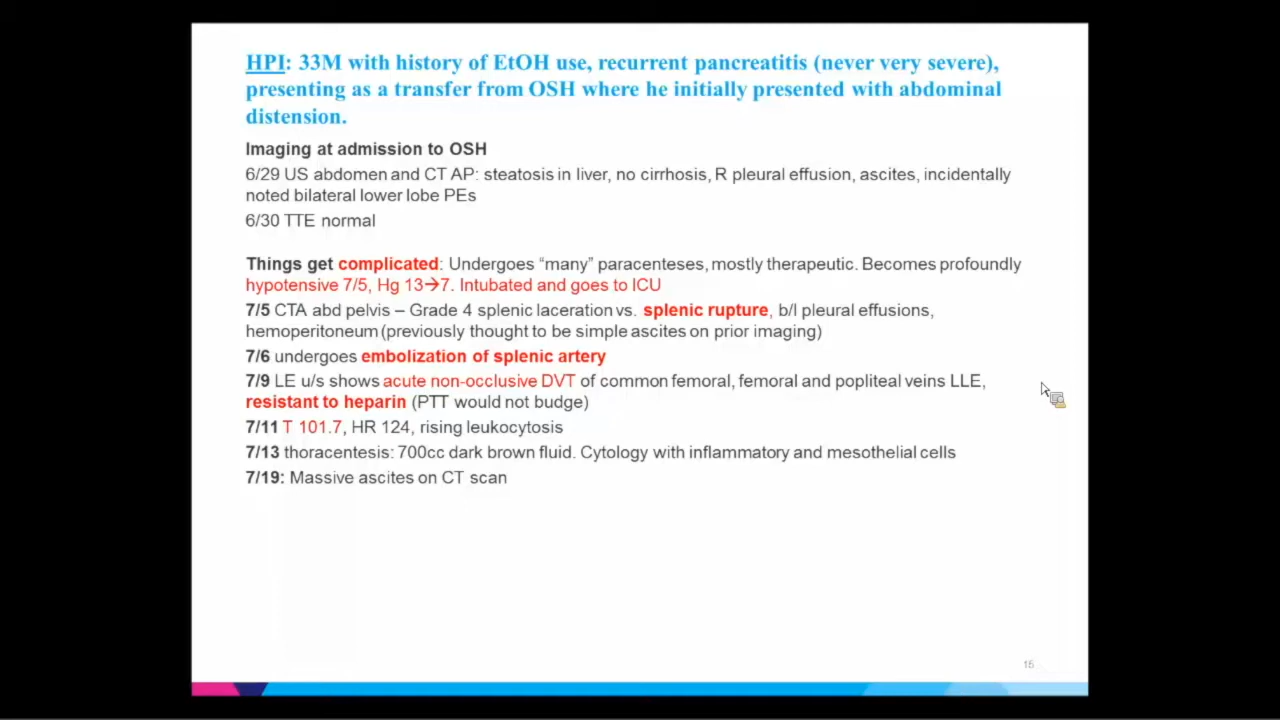 HPI: 33M with history of EtOH use, recurrent pancreatitis (never very severe),
presenting as a transfer from OSH where he initially presented with abdominal
distension.
Imaging at admission to OSH
6/29 US abdomen and CT AP: steatosis in liver, no cirrhosis, R pleural effusion, ascites, incidentally
noted bilateral lower lobe PEs
6/30 TTE normal
Things get complicated: Undergoes “many” paracenteses, mostly therapeutic. Becomes profoundly
hypotensive 7/5, Hg 13→7. Intubated and goes to ICU
7/5 CTA abd pelvis – Grade 4 splenic laceration vs. splenic rupture, b/l pleural effusions,
hemoperitoneum (previously thought to be simple ascites on prior imaging)
7/6 undergoes embolization of splenic artery
7/9 LE u/s shows acute non-occlusive DVT of common femoral, femoral and popliteal veins LLE,
resistant to heparin (PTT would not budge)
7/11 T 101.7, HR 124, rising leukocytosis
7/13 thoracentesis: 700cc dark brown fluid. Cytology with inflammatory and mesothelial cells
7/19: Massive ascites on CT scan
15